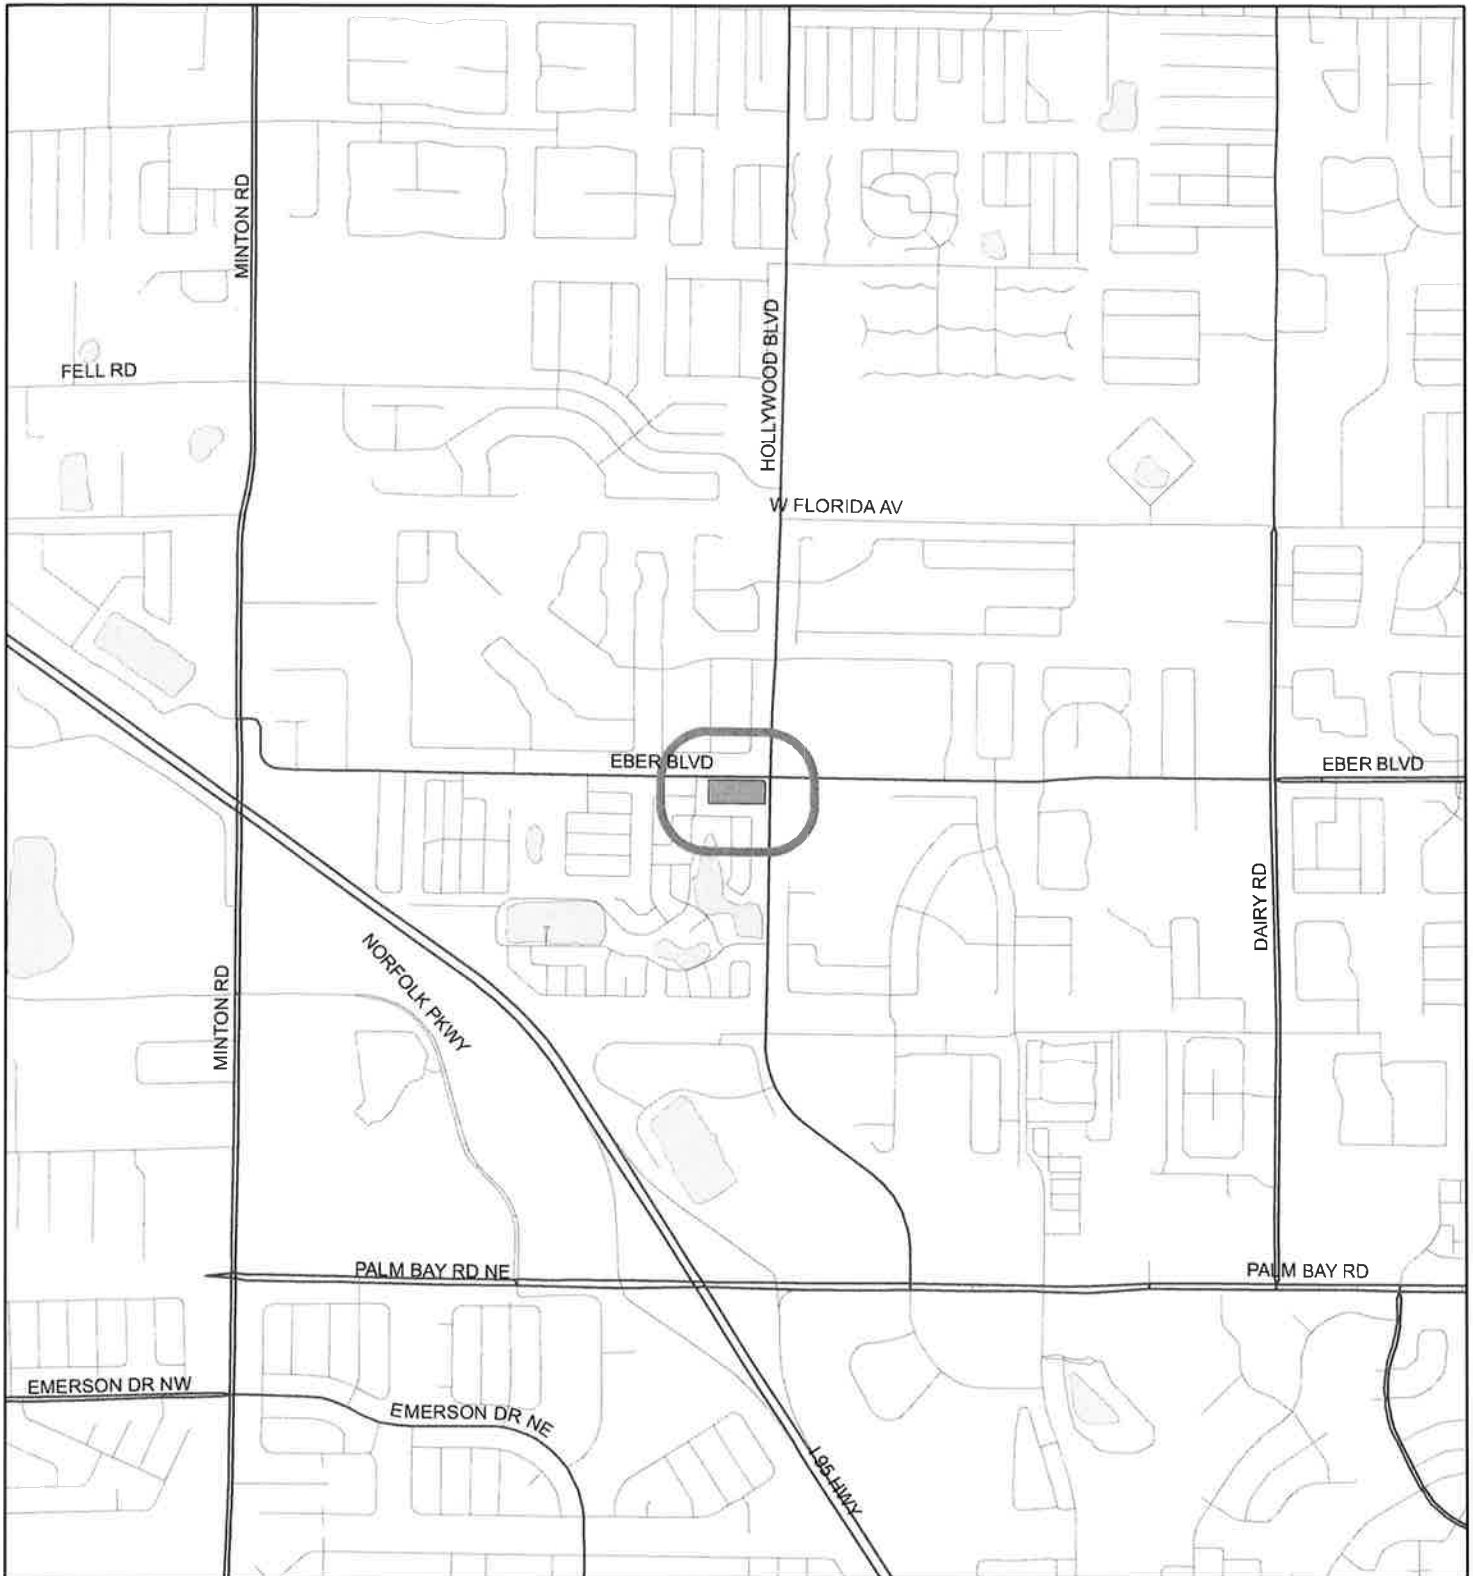 MINTON RD
HOLLYWOOD BLVD
FELL RD
W FLORIDA AV
EBER BLVD
EBER BLVD
DAIRY RD
NORFOLK PKWY
MINTON RD
PALM BAY RD NE
PALM BAY RD
EMERSON DR NW
EMERSON DR NE
I-95 HWY